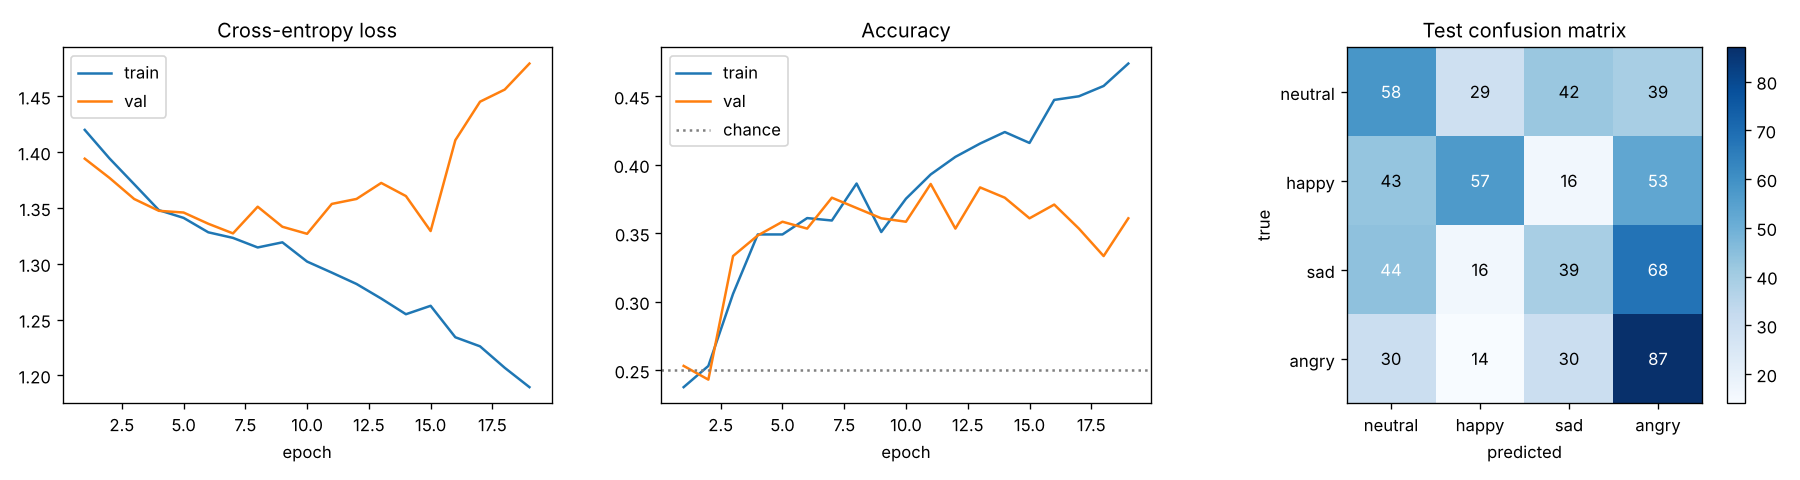 Cross-entropy loss
train
val
1.45
1.40
1.35
1.30
1.25
1.20
2.5 5.0 7.5 10.0 12.5 15.0 17.5
epoch
Accuracy
train
val
chance
0.45
0.40
0.35
0.30
0.25
2.5 5.0 7.5 10.0 12.5 15.0 17.5
epoch
Test confusion matrix
true
neutral 58 29 42 39
happy 43 57 16 53
sad 44 16 39 68
angry 30 14 30 87
neutral happy sad angry
predicted
80
70
60
50
40
30
20